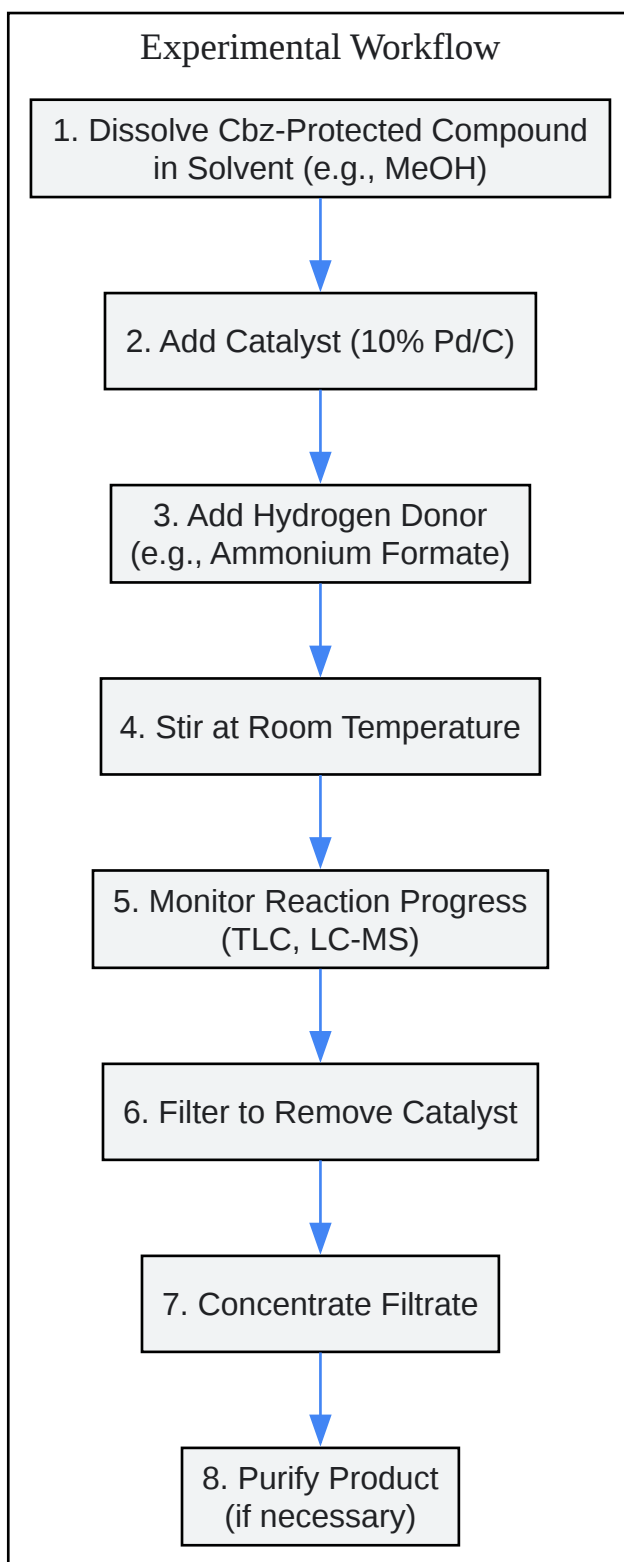 Experimental Workflow
1. Dissolve Cbz-Protected Compound
in Solvent (e.g., MeOH)
2. Add Catalyst (10% Pd/C)
3. Add Hydrogen Donor
(e.g., Ammonium Formate)
4. Stir at Room Temperature
5. Monitor Reaction Progress
(TLC, LC-MS)
6. Filter to Remove Catalyst
7. Concentrate Filtrate
8. Purify Product
(if necessary)